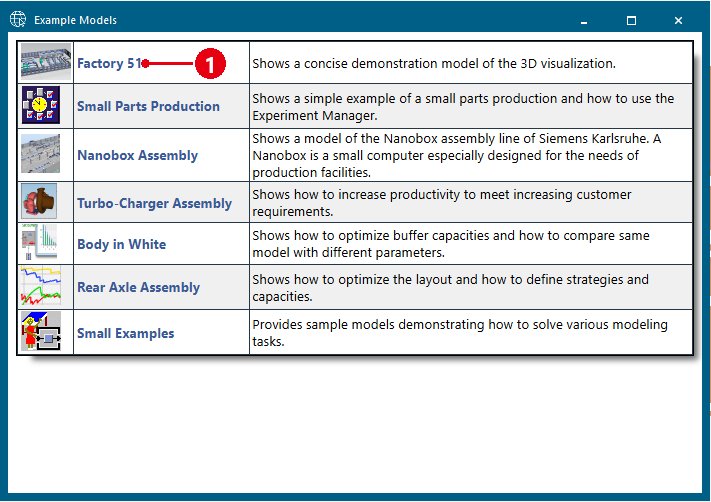 Example Models
Factory 51
1
Shows a concise demonstration model of the 3D visualization.
Small Parts Production
Shows a simple example of a small parts production and how to use the
Experiment Manager.
Nanobox Assembly
Shows a model of the Nanobox assembly line of Siemens Karlsruhe. A
Nanobox is a small computer especially designed for the needs of
production facilities.
Turbo-Charger Assembly
Shows how to increase productivity to meet increasing customer
requirements.
Body in White
Shows how to optimize buffer capacities and how to compare same
model with different parameters.
Rear Axle Assembly
Shows how to optimize the layout and how to define strategies and
capacities.
Small Examples
Provides sample models demonstrating how to solve various modeling
tasks.